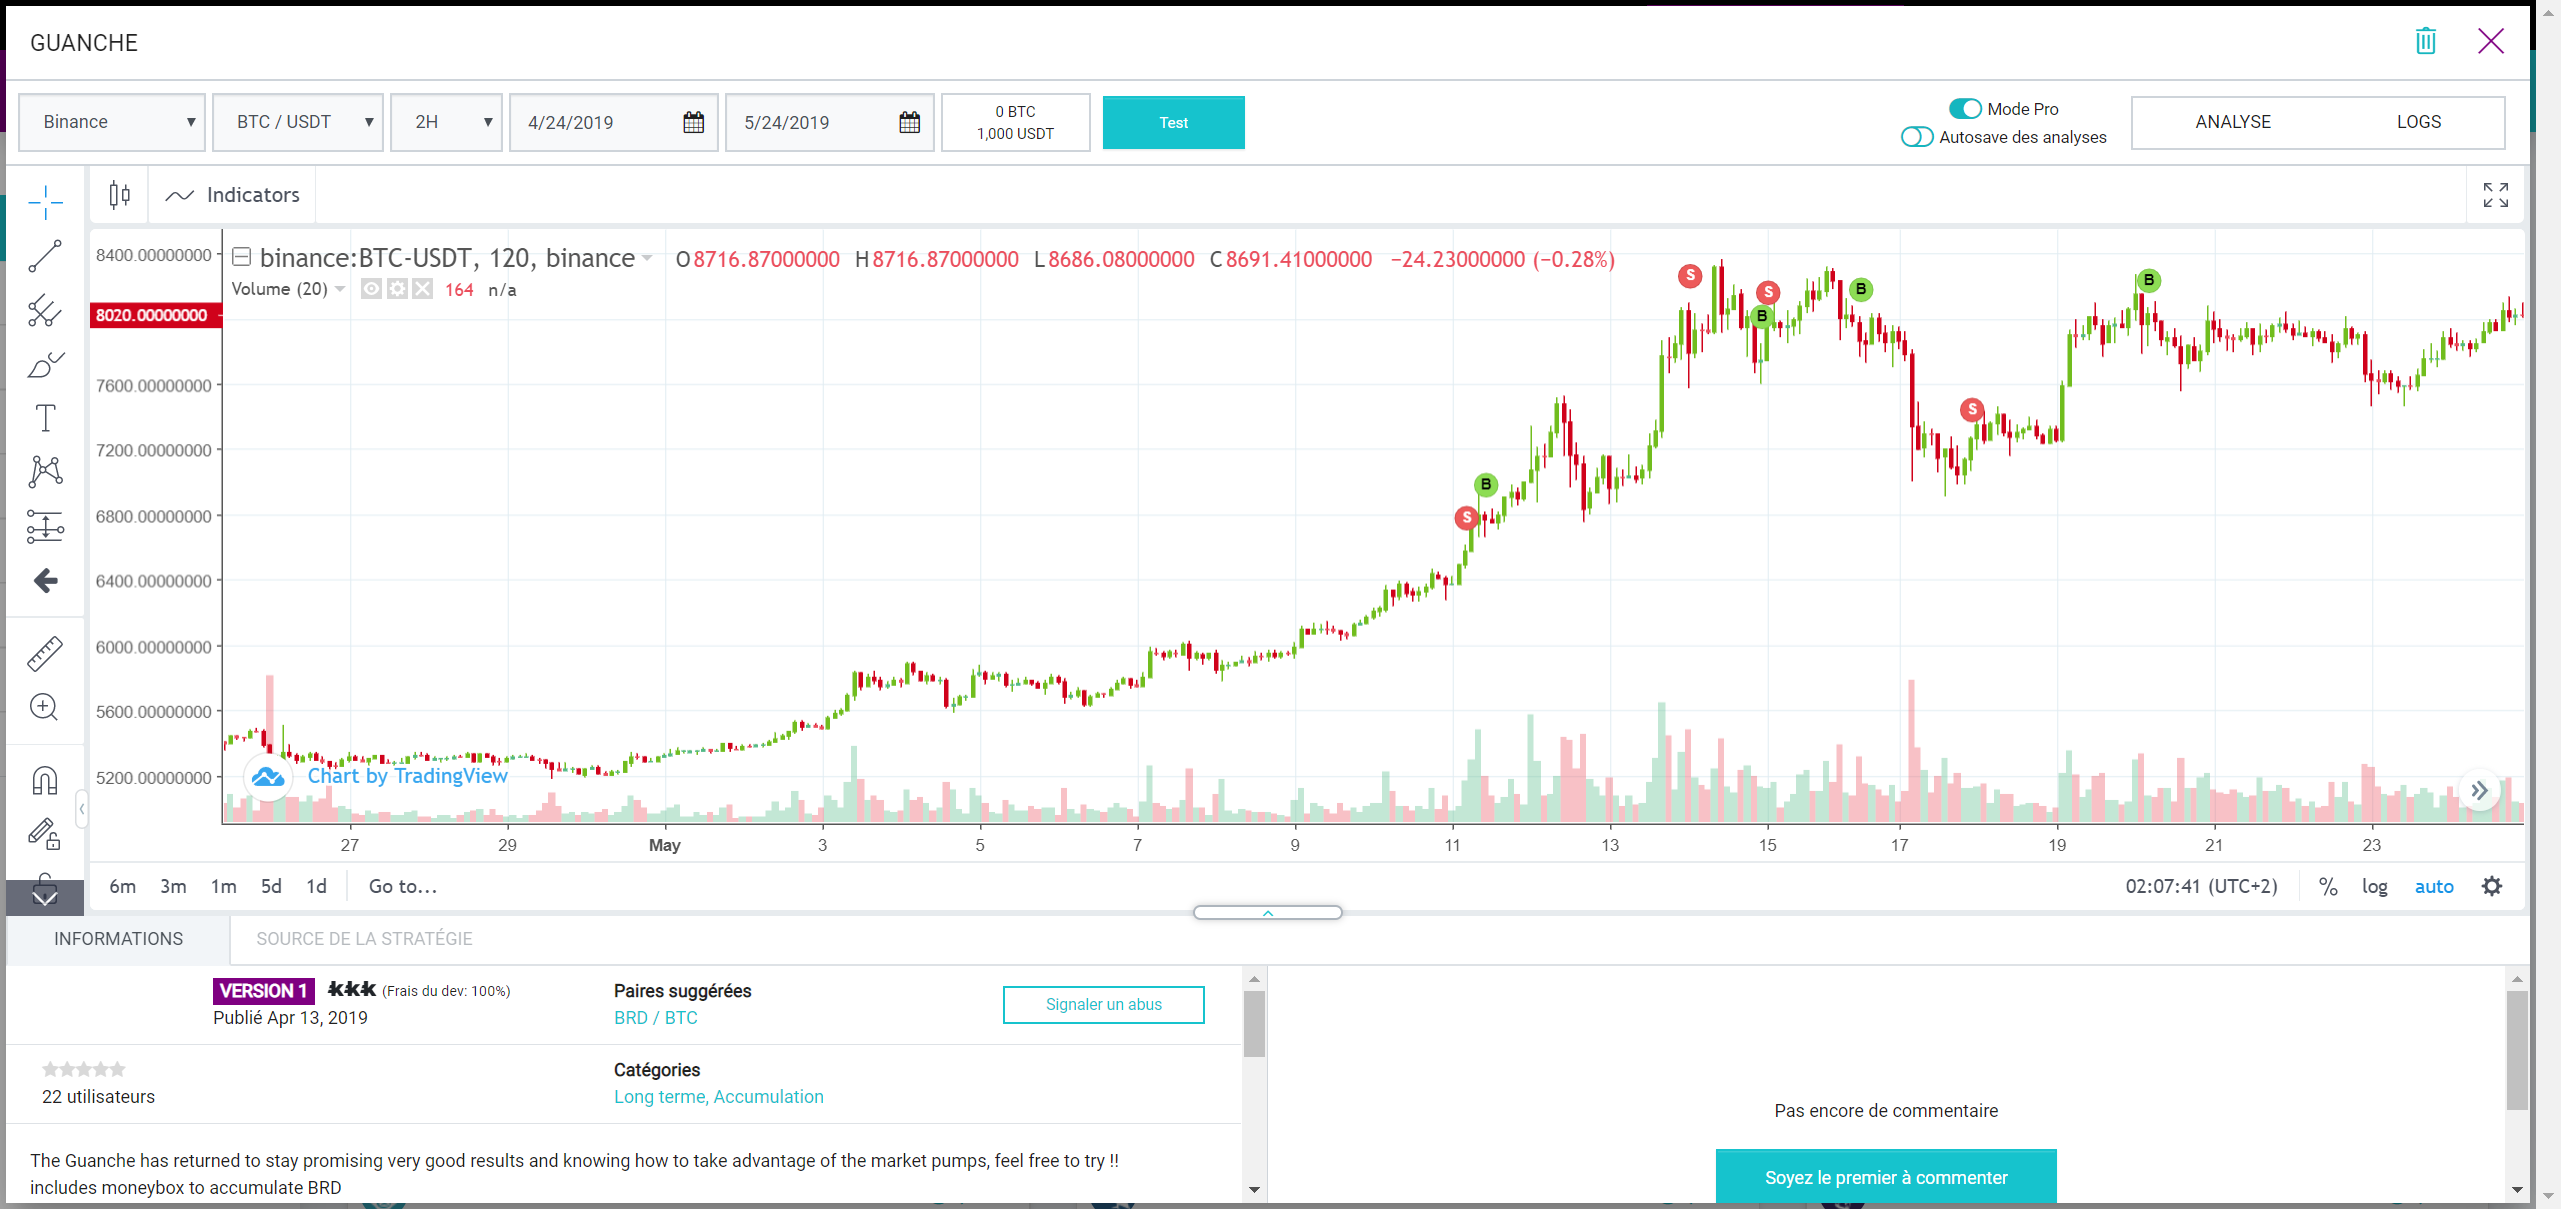 GUANCHE
Binance
BTC / USDT
2H
4/24/2019
5/24/2019
0 BTC
1,000 USDT
Test
Mode Pro
Autosave des analyses
ANALYSE
LOGS
Indicators
binance:BTC-USDT, 120, binance O8716.87000000 H8716.87000000 L8686.08000000 C8691.41000000 −24.23000000 (−0.28%)
Volume (20) 164 n/a
8400.00000000
8020.00000000
7600.00000000
7200.00000000
6800.00000000
6400.00000000
6000.00000000
5600.00000000
5200.00000000
S
B
S
S
B
B
S
B
Chart by TradingView
27 29 May 3 5 7 9 11 13 15 17 19 21 23
6m 3m 1m 5d 1d Go to...
02:07:41 (UTC+2) % log auto
INFORMATIONS
SOURCE DE LA STRATÉGIE
VERSION 1 kkk (Frais du dev: 100%)
Publié Apr 13, 2019
Paires suggérées
BRD / BTC
Signaler un abus
22 utilisateurs
Catégories
Long terme, Accumulation
The Guanche has returned to stay promising very good results and knowing how to take advantage of the market pumps, feel free to try !!
includes moneybox to accumulate BRD
Pas encore de commentaire
Soyez le premier à commenter